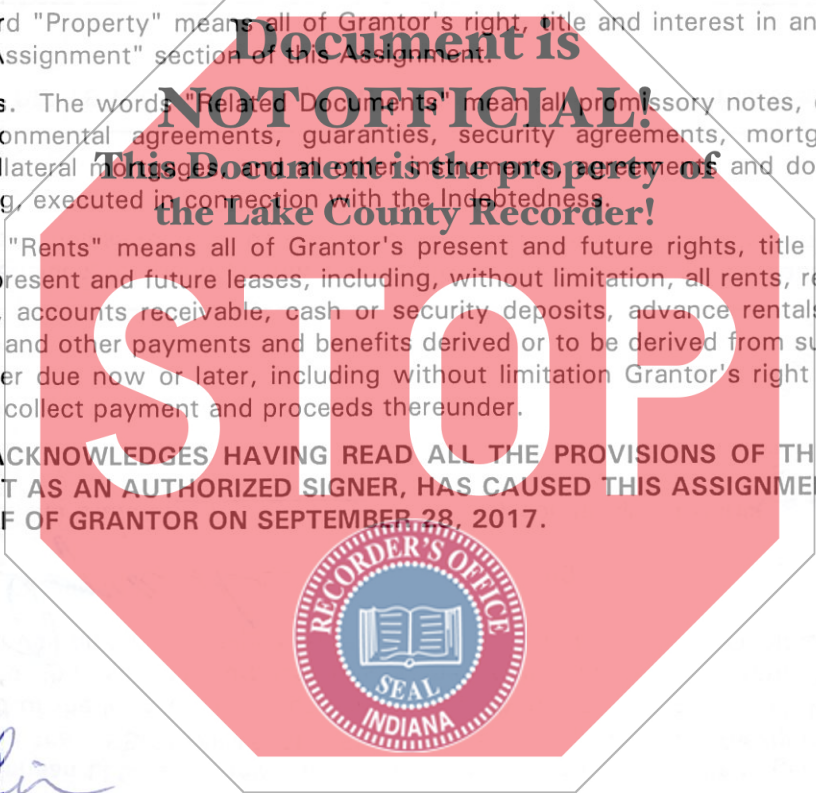 rd "Property" means all of Grantor's right, title and interest in an
Assignment" section of this Assignment.
Document is
s. The words "Related Documents" mean all promissory notes,
NOT OFFICIAL!
onmental agreements, guaranties, security agreements, mortg
lateral mortgages, and all other instruments, agreements and do
This Document is the property of
g, executed in connection with the Indebtedness.
the Lake County Recorder!
"Rents" means all of Grantor's present and future rights, title
present and future leases, including, without limitation, all rents, re
, accounts receivable, cash or security deposits, advance rentals
and other payments and benefits derived or to be derived from su
er due now or later, including without limitation Grantor's right
collect payment and proceeds thereunder.
STOP
ACKNOWLEDGES HAVING READ ALL THE PROVISIONS OF TH
T AS AN AUTHORIZED SIGNER, HAS CAUSED THIS ASSIGNME
F OF GRANTOR ON SEPTEMBER 28, 2017.
RECORDER'S OFFICE
SEAL
INDIANA